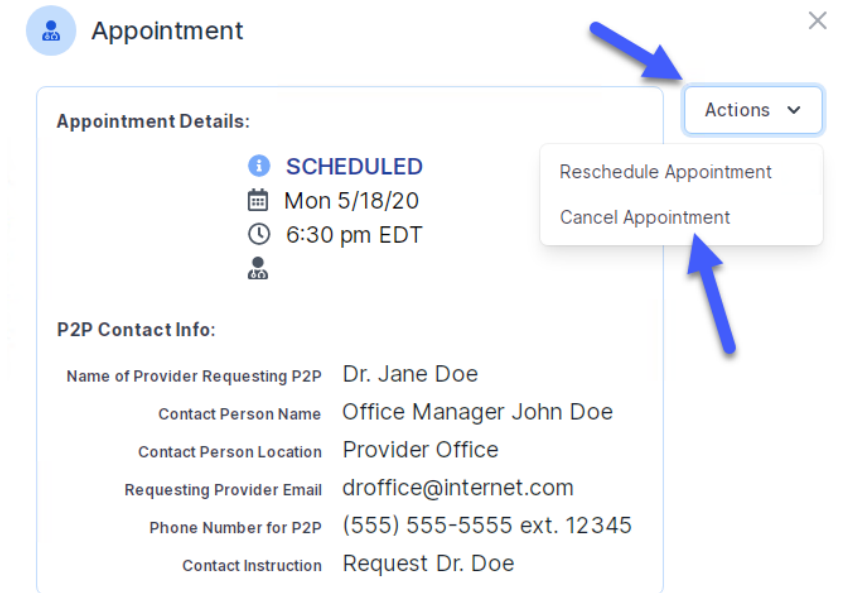 Appointment
Actions
Appointment Details:
SCHEDULED
Reschedule Appointment
Mon 5/18/20
Cancel Appointment
6:30 pm EDT
P2P Contact Info:
Name of Provider Requesting P2P Dr. Jane Doe
Contact Person Name Office Manager John Doe
Contact Person Location Provider Office
Requesting Provider Email droffice@internet.com
Phone Number for P2P (555) 555-5555 ext. 12345
Contact Instruction Request Dr. Doe